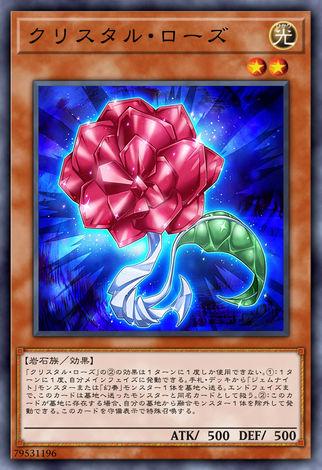 クリスタル・ローズ
光
【岩石族／効果】
「クリスタル・ローズ」の②の効果は１ターンに１度しか使用できない。①：１タ
ーンに１度、自分メインフェイズに発動できる。手札・デッキから「ジェムナイ
ト」モンスターまたは「幻奏」モンスター１体を墓地へ送る。エンドフェイズま
で、このカードは墓地へ送ったモンスターと同名カードとして扱う。②：このカ
ードが墓地に存在する場合、自分の墓地から融合モンスター１体を除外して発
動できる。このカードを守備表示で特殊召喚する。
ATK/ 500 DEF/ 500
79531196